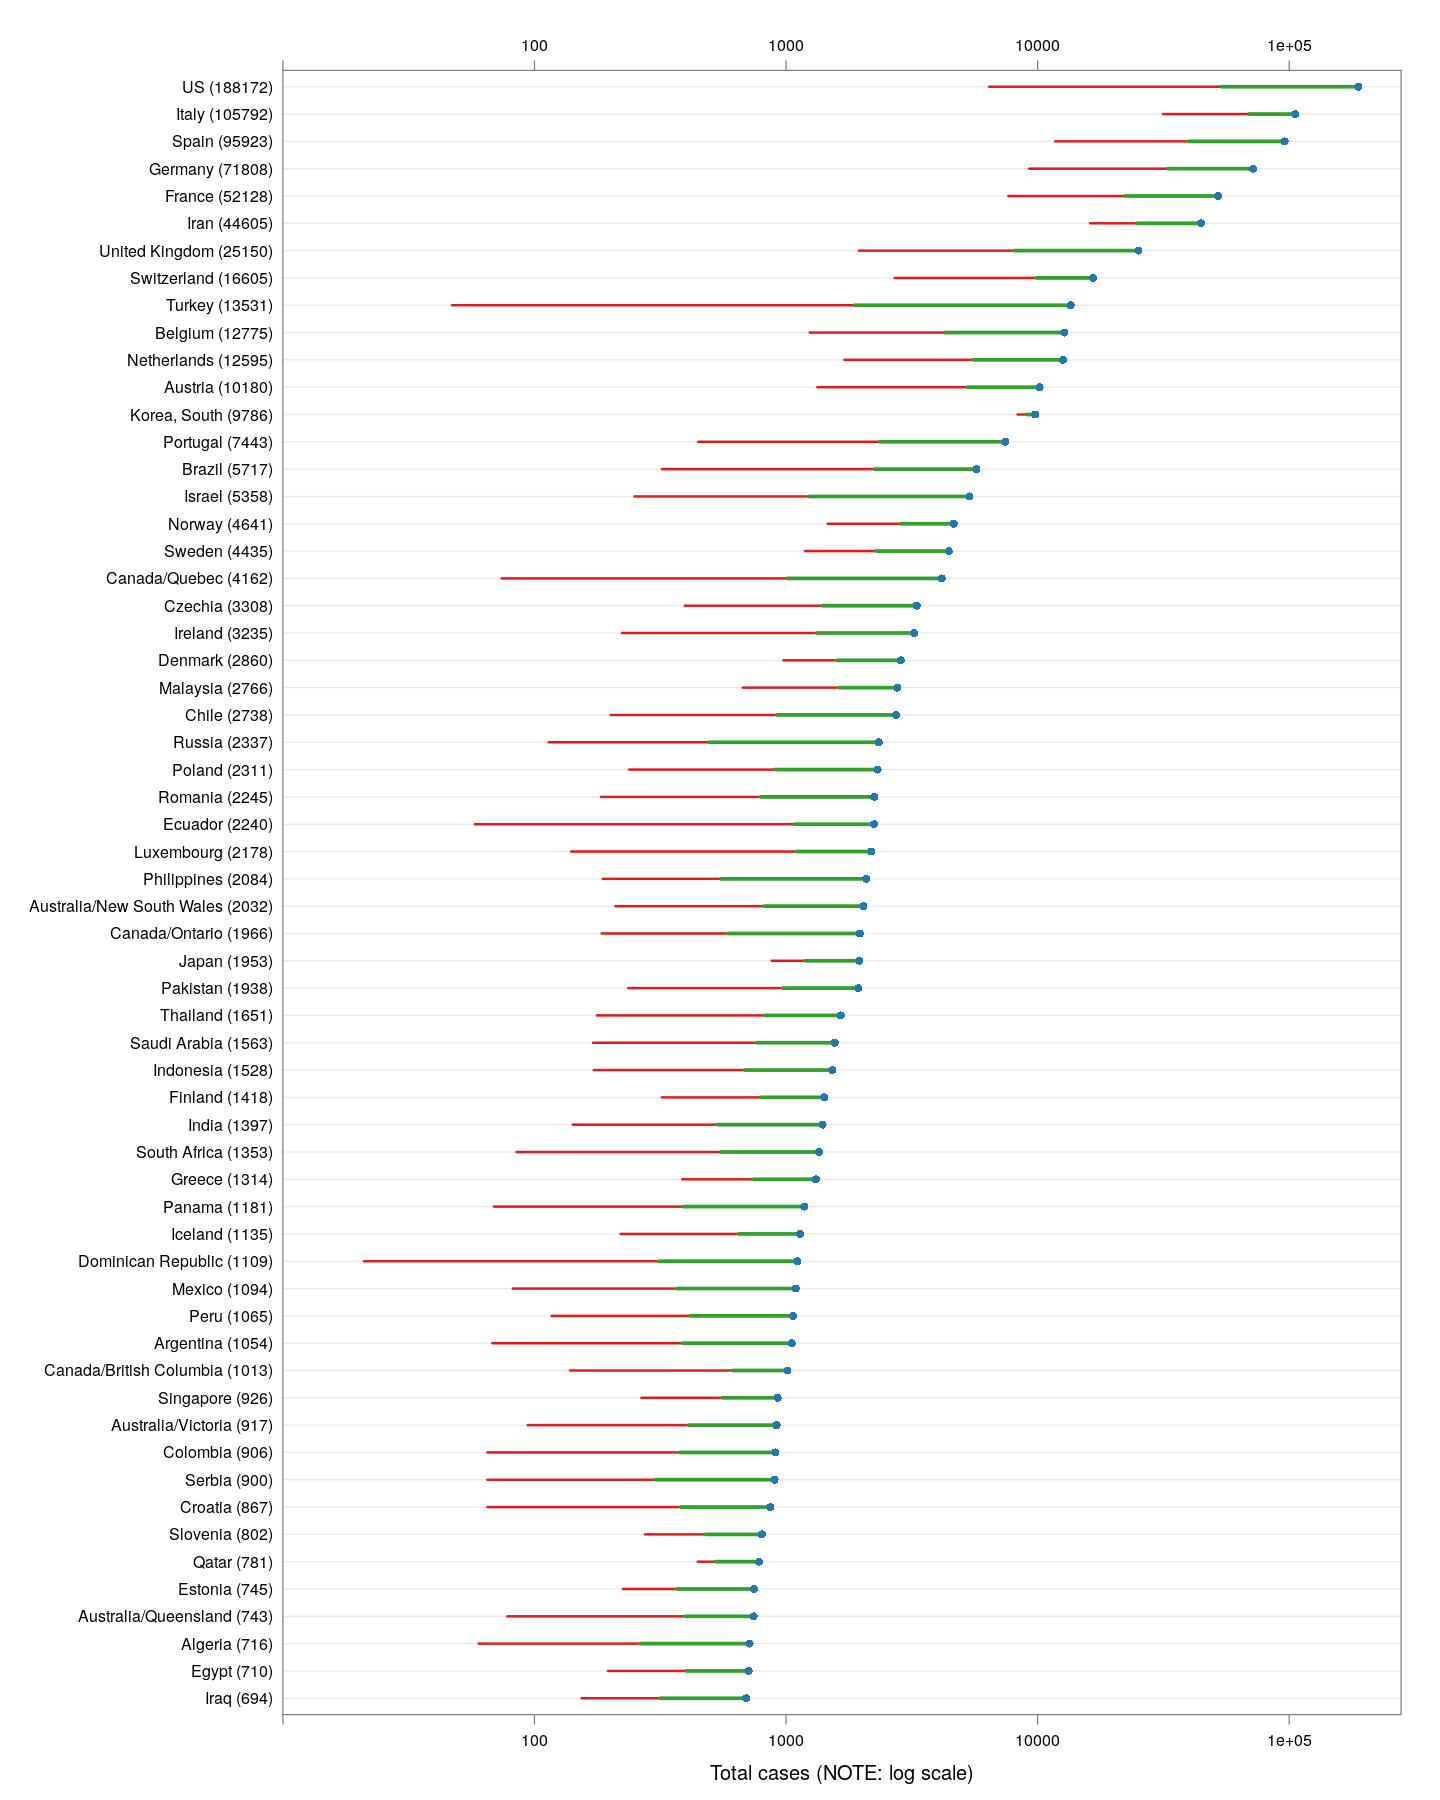 100 1000 10000 1e+05
US (188172)
Italy (105792)
Spain (95923)
Germany (71808)
France (52128)
Iran (44605)
United Kingdom (25150)
Switzerland (16605)
Turkey (13531)
Belgium (12775)
Netherlands (12595)
Austria (10180)
Korea, South (9786)
Portugal (7443)
Brazil (5717)
Israel (5358)
Norway (4641)
Sweden (4435)
Canada/Quebec (4162)
Czechia (3308)
Ireland (3235)
Denmark (2860)
Malaysia (2766)
Chile (2738)
Russia (2337)
Poland (2311)
Romania (2245)
Ecuador (2240)
Luxembourg (2178)
Philippines (2084)
Australia/New South Wales (2032)
Canada/Ontario (1966)
Japan (1953)
Pakistan (1938)
Thailand (1651)
Saudi Arabia (1563)
Indonesia (1528)
Finland (1418)
India (1397)
South Africa (1353)
Greece (1314)
Panama (1181)
Iceland (1135)
Dominican Republic (1109)
Mexico (1094)
Peru (1065)
Argentina (1054)
Canada/British Columbia (1013)
Singapore (926)
Australia/Victoria (917)
Colombia (906)
Serbia (900)
Croatia (867)
Slovenia (802)
Qatar (781)
Estonia (745)
Australia/Queensland (743)
Algeria (716)
Egypt (710)
Iraq (694)
100 1000 10000 1e+05
Total cases (NOTE: log scale)